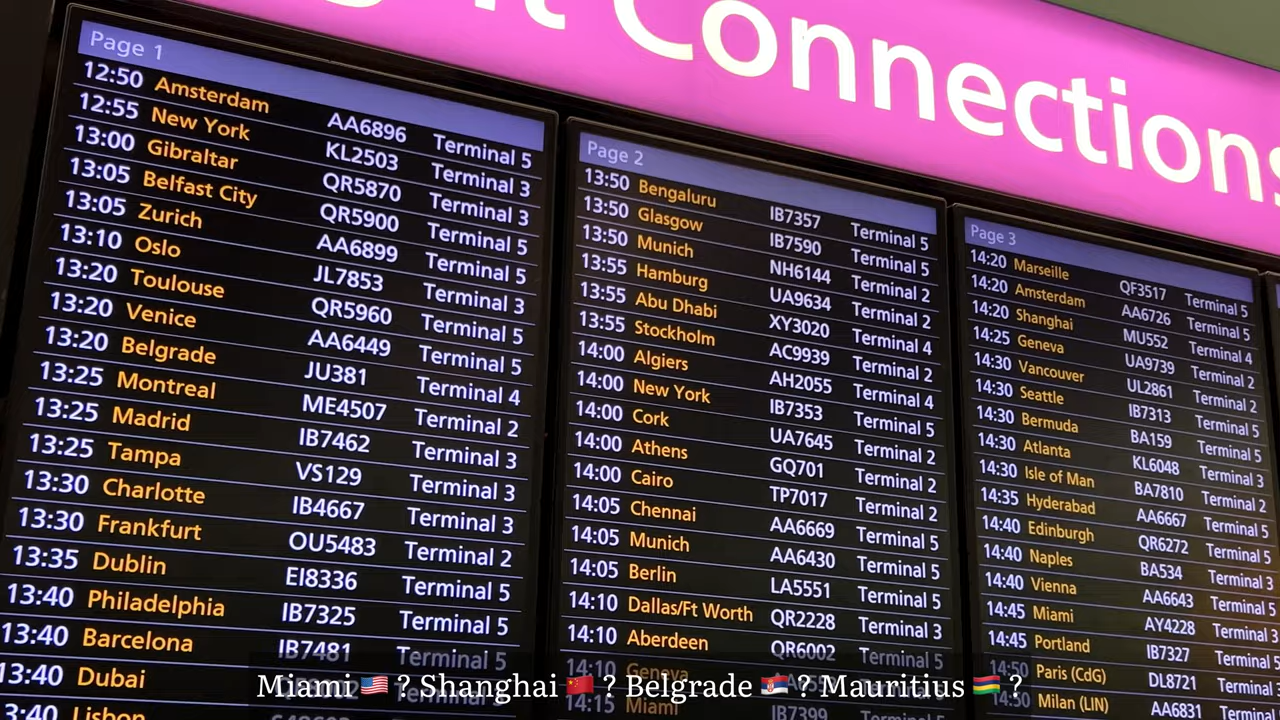 Connections
Page 1
12:50 Amsterdam AA6896 Terminal 5
12:55 New York KL2503 Terminal 3
13:00 Gibraltar QR5870 Terminal 3
13:05 Belfast City QR5900 Terminal 5
13:05 Zurich AA6899 Terminal 5
13:10 Oslo JL7853 Terminal 3
13:20 Toulouse QR5960 Terminal 5
13:20 Venice AA6449 Terminal 5
13:20 Belgrade JU381 Terminal 4
13:25 Montreal ME4507 Terminal 2
13:25 Madrid IB7462 Terminal 3
13:25 Tampa VS129 Terminal 3
13:30 Charlotte IB4667 Terminal 3
13:30 Frankfurt OU5483 Terminal 2
13:35 Dublin EI8336 Terminal 5
13:40 Philadelphia IB7325 Terminal 5
13:40 Barcelona IB7481 Terminal 5
13:40 Dubai
3:40 Lisbon
Page 2
13:50 Bengaluru IB7357 Terminal 5
13:50 Glasgow IB7590 Terminal 5
13:50 Munich NH6144 Terminal 2
13:55 Hamburg UA9634 Terminal 2
13:55 Abu Dhabi XY3020 Terminal 4
13:55 Stockholm AC9939 Terminal 2
14:00 Algiers AH2055 Terminal 4
14:00 New York IB7353 Terminal 5
14:00 Cork UA7645 Terminal 2
14:00 Athens GQ701 Terminal 2
14:00 Cairo TP7017 Terminal 2
14:05 Chennai AA6669 Terminal 5
14:05 Munich AA6430 Terminal 5
14:05 Berlin LA5551 Terminal 5
14:10 Dallas/Ft Worth QR2228 Terminal 3
14:10 Aberdeen QR6002 Terminal 5
14:10 Geneva
14:15 Miami IB7399
Page 3
14:20 Marseille QF3517 Terminal 5
14:20 Amsterdam AA6726 Terminal 5
14:20 Shanghai MU552 Terminal 4
14:25 Geneva UA9739 Terminal 2
14:30 Vancouver UL2861 Terminal 2
14:30 Seattle IB7313 Terminal 5
14:30 Bermuda BA159 Terminal 5
14:30 Atlanta KL6048 Terminal 3
14:30 Isle of Man BA7810 Terminal 2
14:35 Hyderabad AA6667 Terminal 5
14:40 Edinburgh QR6272 Terminal 5
14:40 Naples BA534 Terminal 3
14:40 Vienna AA6643 Terminal 5
14:45 Miami AY4228 Terminal 3
14:45 Portland IB7327 Terminal
14:50 Paris (CdG) DL8721
14:50 Milan (LIN) AA6831
Miami 🇺🇸 ? Shanghai 🇨🇳 ? Belgrade 🇷🇸 ? Mauritius 🇲🇺 ?